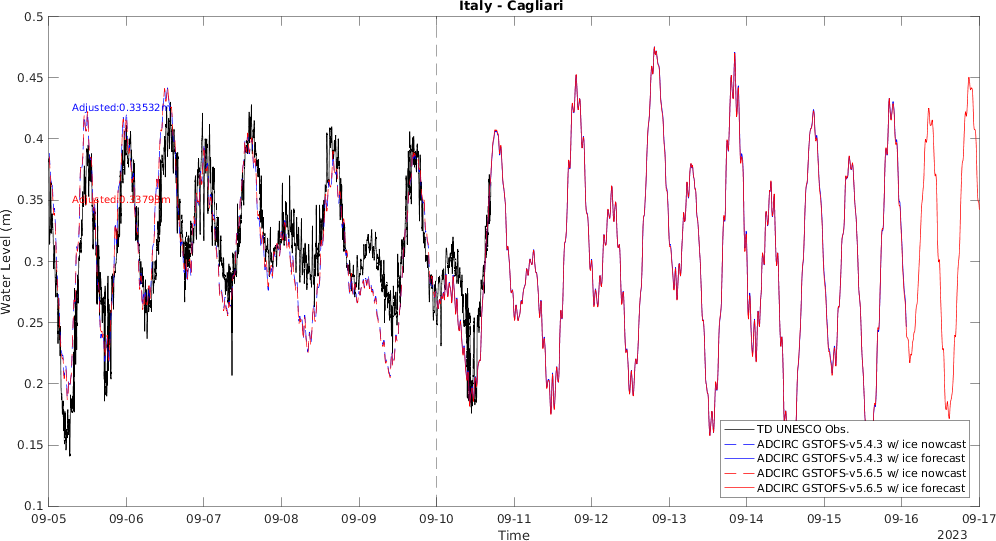 Italy - Cagliari
0.5
0.45
Adjusted:0.33532m
0.4
0.35
Adjusted:0.33793m
0.3
0.25
0.2
0.15
0.1
Water Level (m)
TD UNESCO Obs.
ADCIRC GSTOFS-v5.4.3 w/ ice nowcast
ADCIRC GSTOFS-v5.4.3 w/ ice forecast
ADCIRC GSTOFS-v5.6.5 w/ ice nowcast
ADCIRC GSTOFS-v5.6.5 w/ ice forecast
09-05 09-06 09-07 09-08 09-09 09-10 09-11 09-12 09-13 09-14 09-15 09-16 09-17
Time
2023